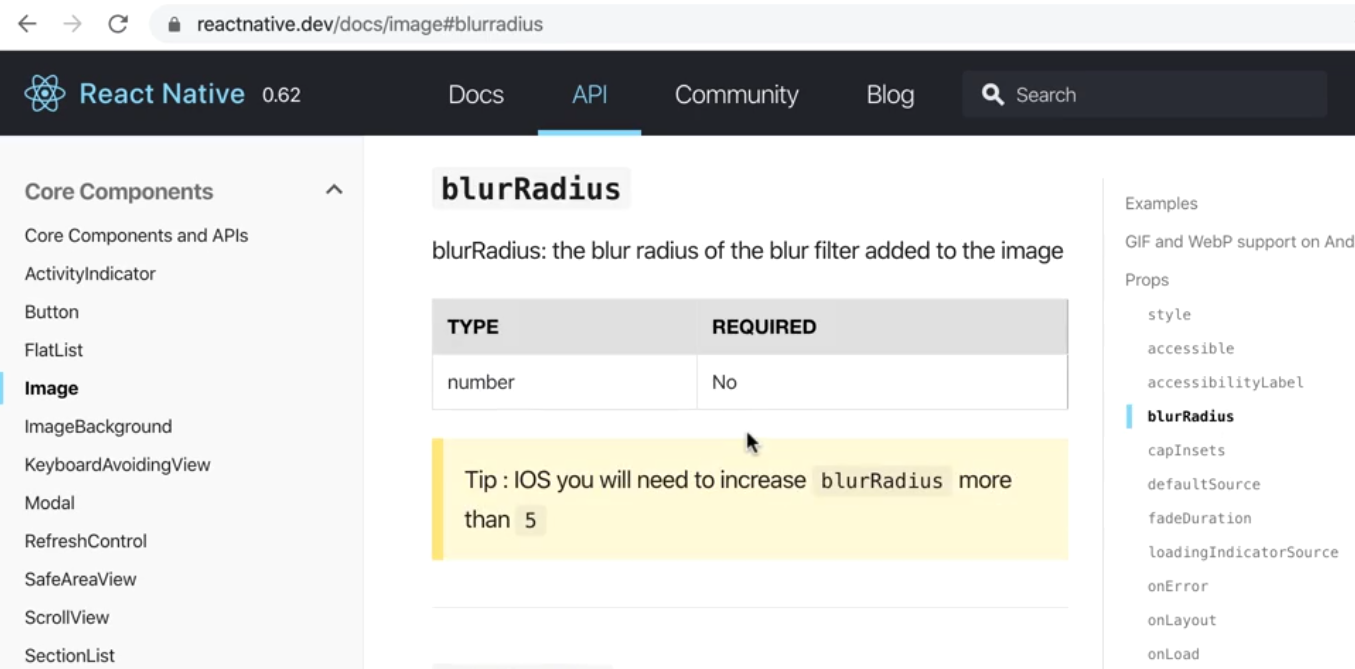 reactnative.dev/docs/image#blurradius
React Native 0.62 Docs API Community Blog Search
Core Components
Core Components and APIs
ActivityIndicator
Button
FlatList
Image
ImageBackground
KeyboardAvoidingView
Modal
RefreshControl
SafeAreaView
ScrollView
SectionList
blurRadius
blurRadius: the blur radius of the blur filter added to the image
TYPE REQUIRED
number No
Tip : IOS you will need to increase blurRadius more
than 5
Examples
GIF and WebP support on And
Props
style
accessible
accessibilityLabel
blurRadius
capInsets
defaultSource
fadeDuration
loadingIndicatorSource
onError
onLayout
onLoad